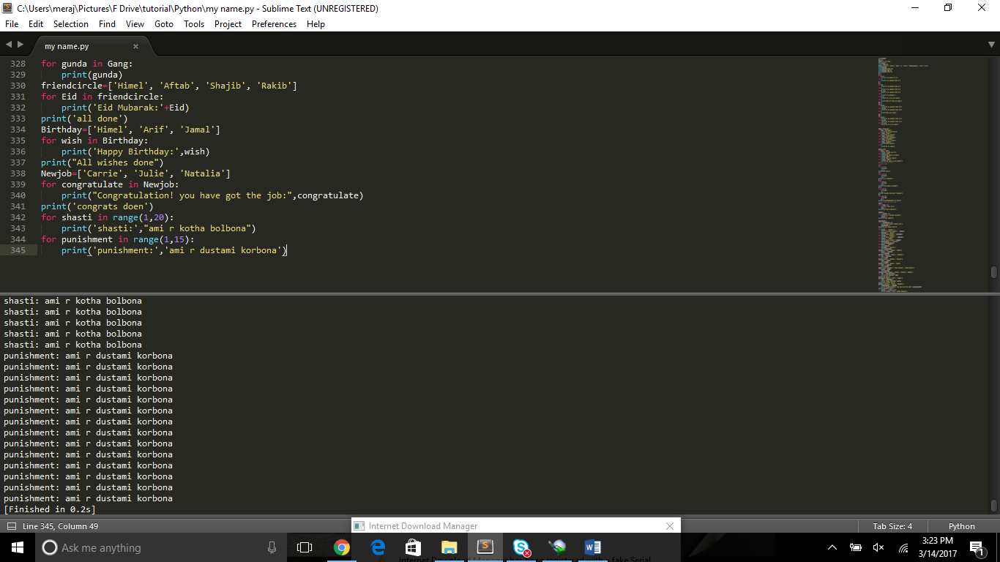 C:\Users\meraj\Pictures\F Drive\tutorial\Python\my name.py - Sublime Text (UNREGISTERED)
File Edit Selection Find View Goto Tools Project Preferences Help
my name.py
328 for gunda in Gang:
329 print(gunda)
330 friendcircle=['Himel', 'Aftab', 'Shajib', 'Rakib']
331 for Eid in friendcircle:
332 print('Eid Mubarak:'+Eid)
333 print('all done')
334 Birthday=['Himel', 'Arif', 'Jamal']
335 for wish in Birthday:
336 print('Happy Birthday:',wish)
337 print("All wishes done")
338 Newjob=['Carrie', 'Julie', 'Natalia']
339 for congratulate in Newjob:
340 print("Congratulation! you have got the job:",congratulate)
341 print('congrats doen')
342 for shasti in range(1,20):
343 print('shasti:',"ami r kotha bolbona")
344 for punishment in range(1,15):
345 print('punishment:','ami r dustami korbona')
shasti: ami r kotha bolbona
shasti: ami r kotha bolbona
shasti: ami r kotha bolbona
shasti: ami r kotha bolbona
shasti: ami r kotha bolbona
punishment: ami r dustami korbona
punishment: ami r dustami korbona
punishment: ami r dustami korbona
punishment: ami r dustami korbona
punishment: ami r dustami korbona
punishment: ami r dustami korbona
punishment: ami r dustami korbona
punishment: ami r dustami korbona
punishment: ami r dustami korbona
punishment: ami r dustami korbona
punishment: ami r dustami korbona
punishment: ami r dustami korbona
punishment: ami r dustami korbona
punishment: ami r dustami korbona
[Finished in 0.2s]
Line 345, Column 49
Internet Download Manager
Tab Size: 4
Python
Ask me anything
Internet Download Manager has been registered with a fake Serial
3:23 PM
3/14/2017
1